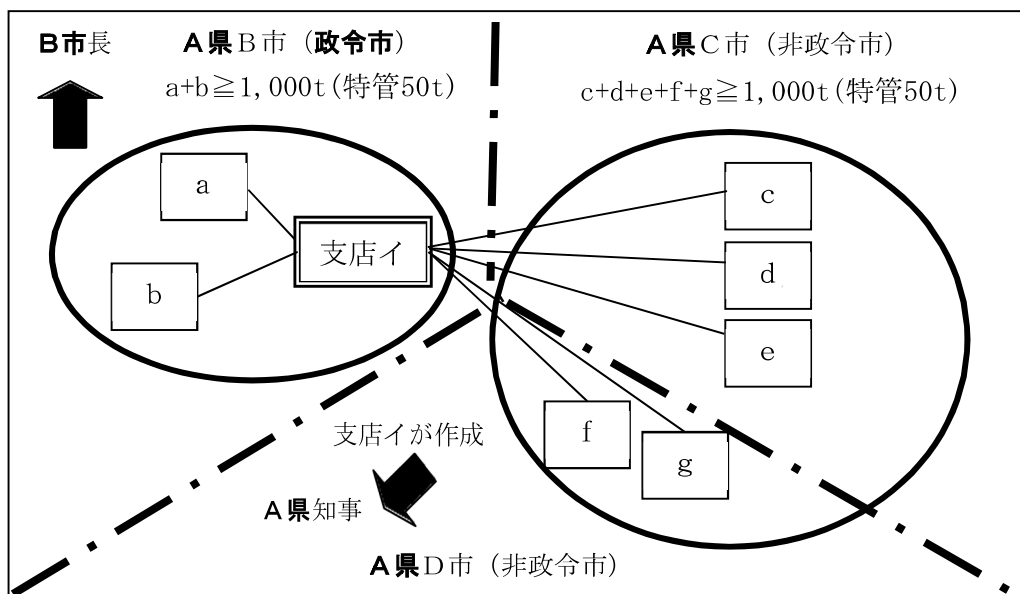 B市長
A県B市（政令市）
a+b≧1,000t(特管50t)
A県C市（非政令市）
c+d+e+f+g≧1,000t(特管50t)
a
b
支店イ
c
d
e
f
g
支店イが作成
A県知事
A県D市（非政令市）